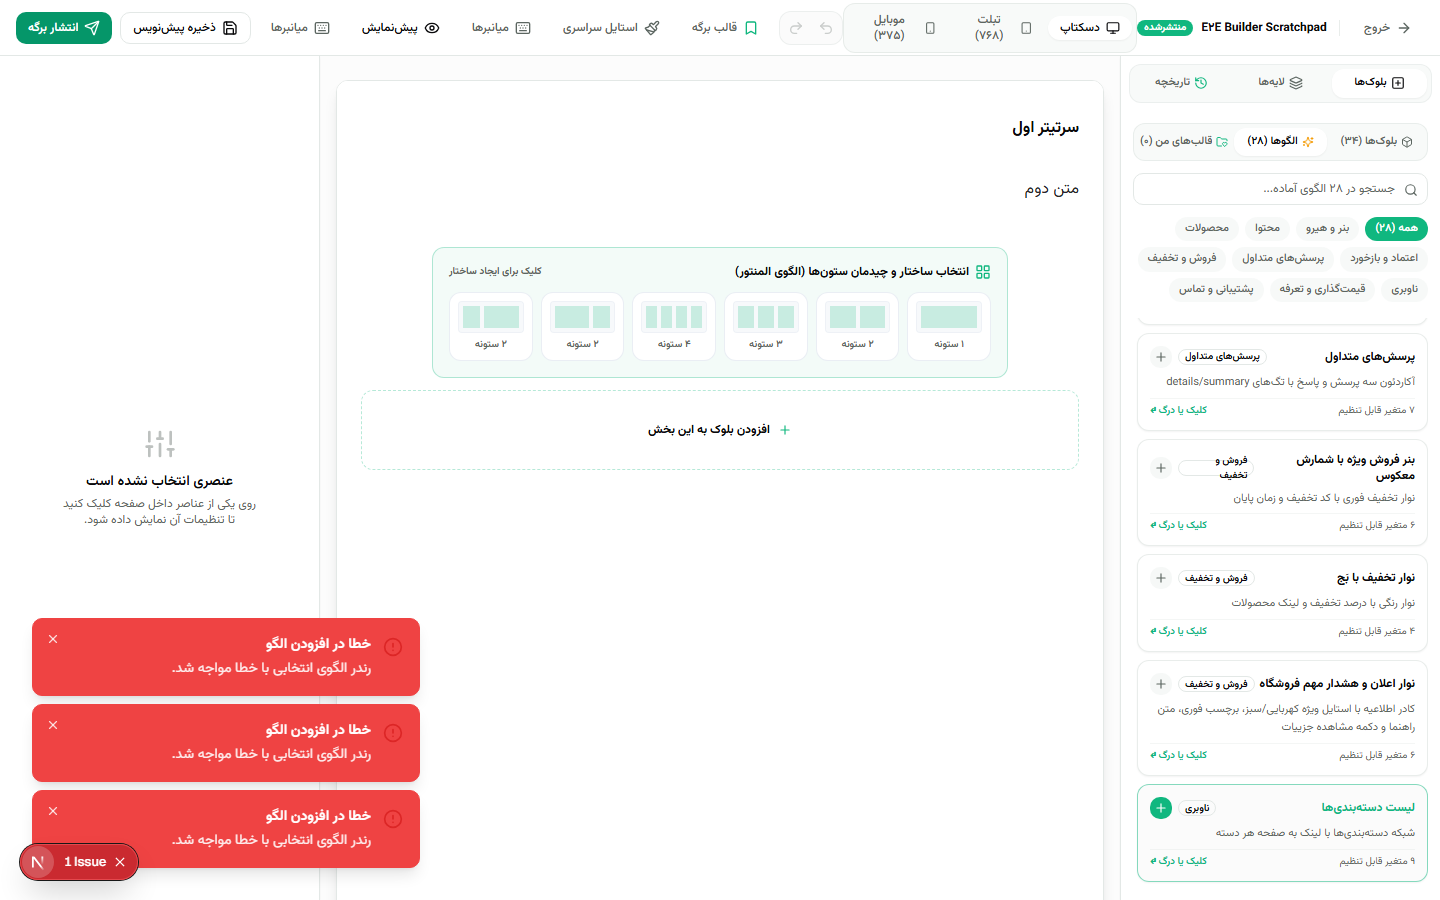 خروج
E۲E Builder Scratchpad
منتشرشده
دسکتاپ
تبلت (۷۶۸)
موبایل (۳۷۵)
قالب برگه
استایل سراسری
میانبرها
پیش‌نمایش
میانبرها
ذخیره پیش‌نویس
انتشار برگه
بلوک‌ها
لایه‌ها
تاریخچه
بلوک‌ها (۳۴)
الگوها (۲۸)
قالب‌های من (۰)
جستجو در ۲۸ الگوی آماده...
همه (۲۸)
بنر و هیرو
محتوا
محصولات
اعتماد و بازخورد
پرسش‌های متداول
فروش و تخفیف
ناوبری
قیمت‌گذاری و تعرفه
پشتیبانی و تماس
پرسش‌های متداول
پرسش‌های متداول
آکاردئون سه پرسش و پاسخ با تگ‌های details/summary
۷ متغیر قابل تنظیم
کلیک یا درگ
بنر فروش ویژه با شمارش معکوس
فروش و تخفیف
نوار تخفیف فوری با کد تخفیف و زمان پایان
۶ متغیر قابل تنظیم
کلیک یا درگ
نوار تخفیف با بَج
فروش و تخفیف
نوار رنگی با درصد تخفیف و لینک محصولات
۴ متغیر قابل تنظیم
کلیک یا درگ
نوار اعلان و هشدار مهم فروشگاه
فروش و تخفیف
کادر اطلاعیه با استایل ویژه کهربایی/سبز، برچسب فوری، متن
راهنما و دکمه مشاهده جزییات
۶ متغیر قابل تنظیم
کلیک یا درگ
لیست دسته‌بندی‌ها
ناوبری
شبکه دسته‌بندی‌ها با لینک به صفحه هر دسته
۹ متغیر قابل تنظیم
کلیک یا درگ
سرتیتر اول
متن دوم
انتخاب ساختار و چیدمان ستون‌ها (الگوی المنتور)
کلیک برای ایجاد ساختار
۱ ستونه
۲ ستونه
۳ ستونه
۴ ستونه
۲ ستونه
۲ ستونه
افزودن بلوک به این بخش
عنصری انتخاب نشده است
روی یکی از عناصر داخل صفحه کلیک کنید
تا تنظیمات آن نمایش داده شود.
خطا در افزودن الگو
رندر الگوی انتخابی با خطا مواجه شد.
خطا در افزودن الگو
رندر الگوی انتخابی با خطا مواجه شد.
خطا در افزودن الگو
رندر الگوی انتخابی با خطا مواجه شد.
N
1 Issue